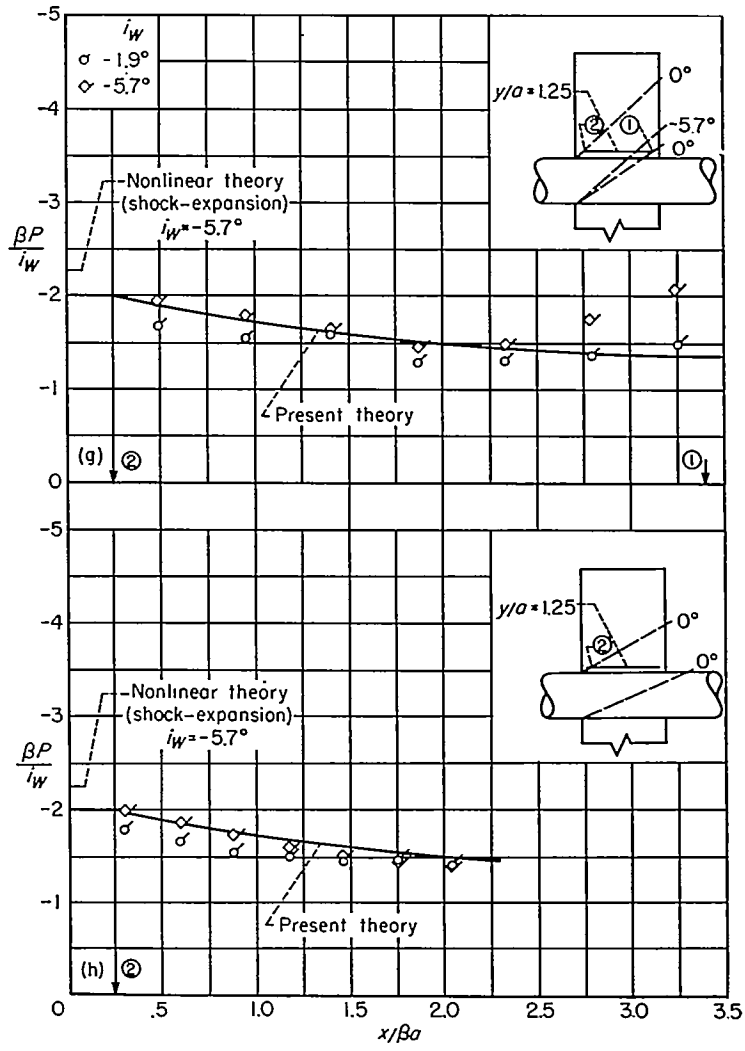 -5
i_W
-1.9°
-5.7°
y/a = 1.25
0°
② ①
-5.7°
0°
-4
Nonlinear theory
(shock-expansion)
i_W = -5.7°
-3
βP/i_W
-2
-1
Present theory
(g) ② ①
0
-5
y/a = 1.25
0°
②
0°
-4
Nonlinear theory
(shock-expansion)
i_W = -5.7°
-3
βP/i_W
-2
-1
Present theory
(h) ②
0 .5 1.0 1.5 2.0 2.5 3.0 3.5
x/βa